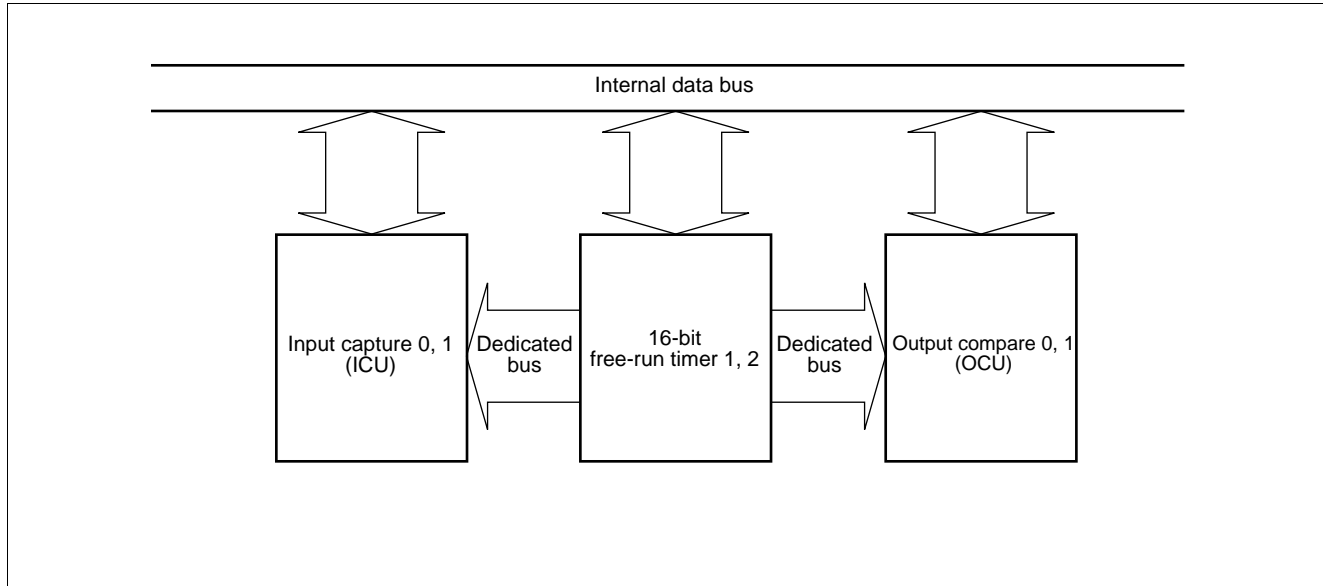 Internal data bus
Input capture 0, 1
(ICU)
Dedicated
bus
16-bit
free-run timer 1, 2
Dedicated
bus
Output compare 0, 1
(OCU)